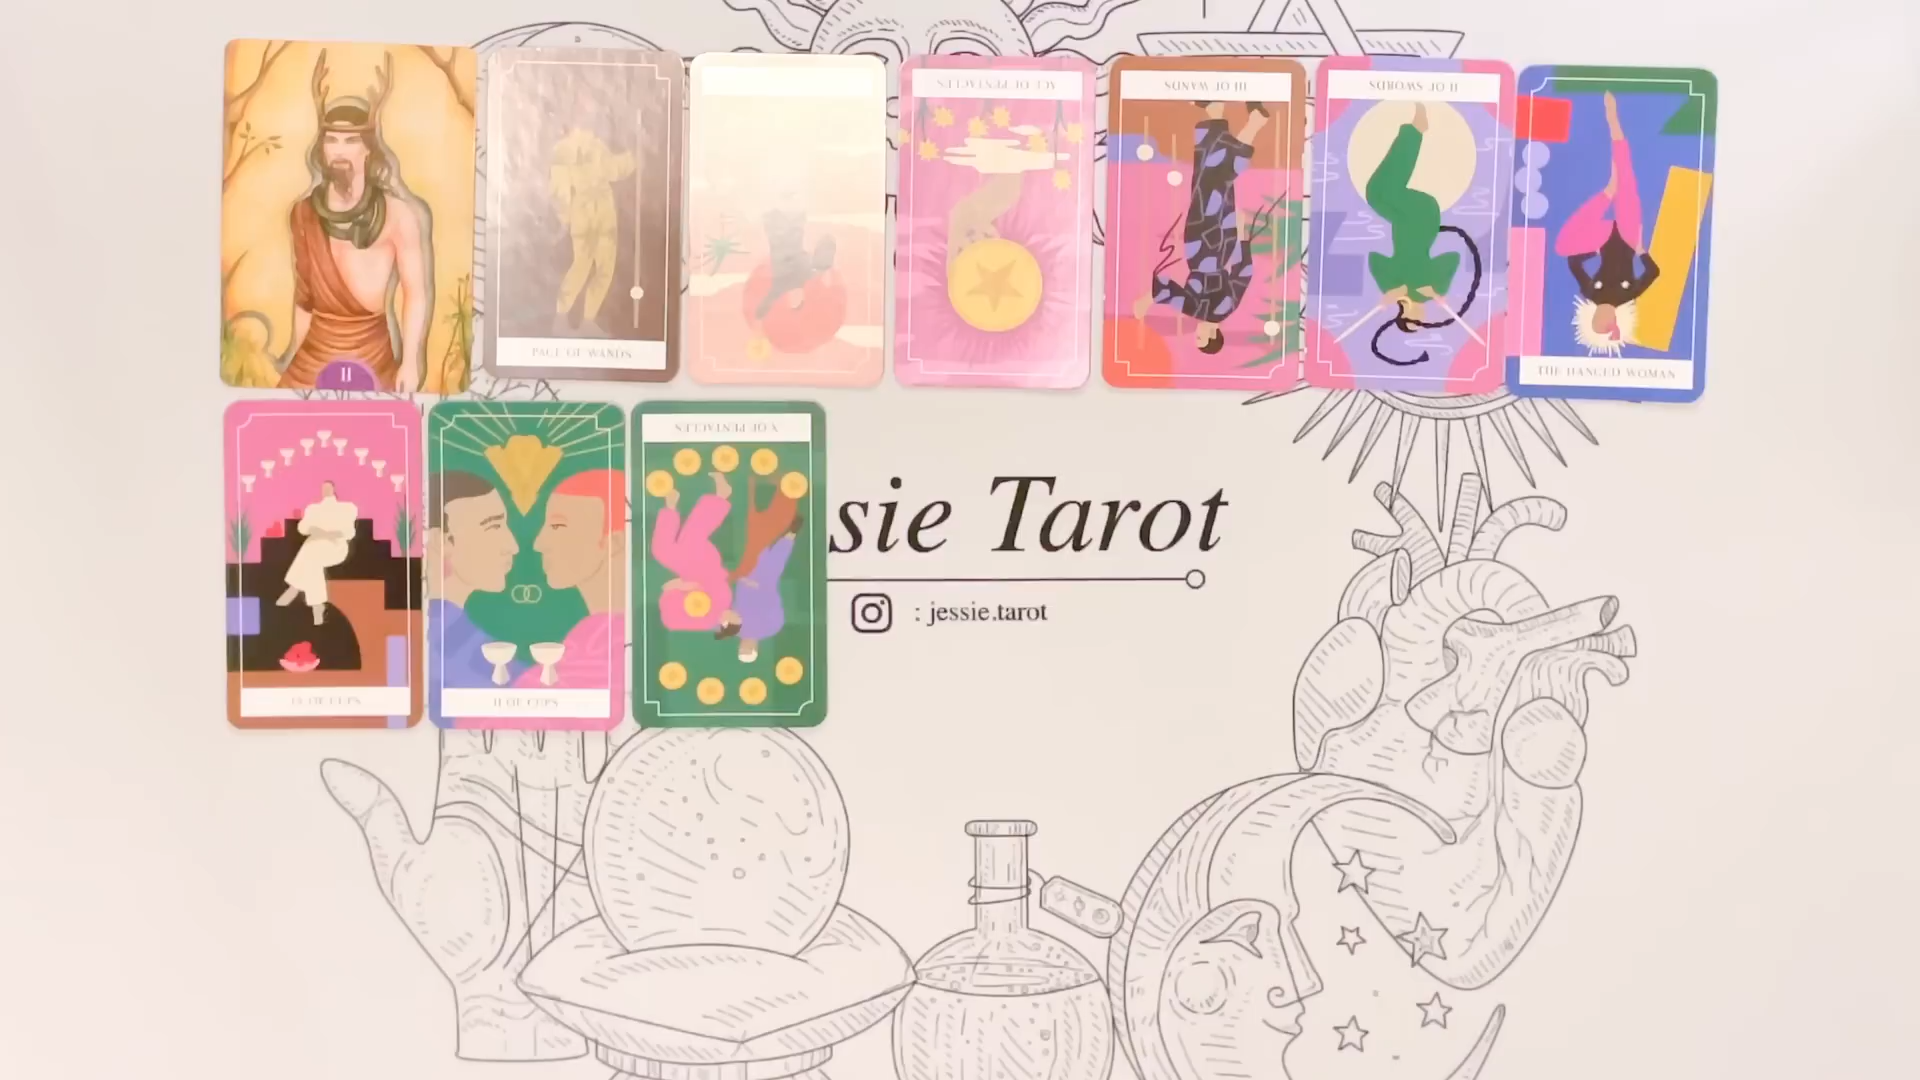 II
PAGE OF WANDS
ACE OF PENTACLES
III OF WANDS
II OF SWORDS
THE HANGED WOMAN
IX OF CUPS
II OF CUPS
X OF PENTACLES
sie Tarot
: jessie.tarot